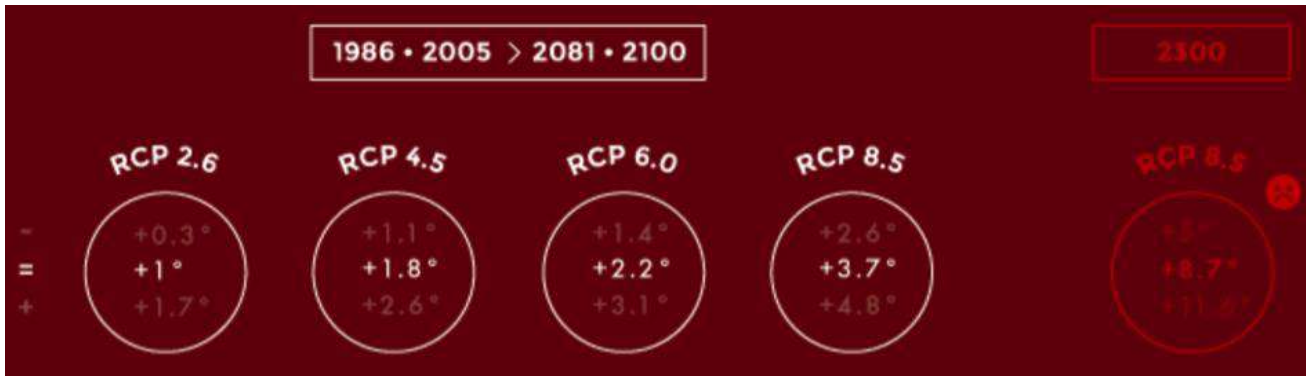 1986 • 2005 > 2081 • 2100
2300
RCP 2.6
RCP 4.5
RCP 6.0
RCP 8.5
RCP 8.5
- +0.3° +1.1° +1.4° +2.6°
= +1° +1.8° +2.2° +3.7° +8.7°
+ +1.7° +2.6° +3.1° +4.8°